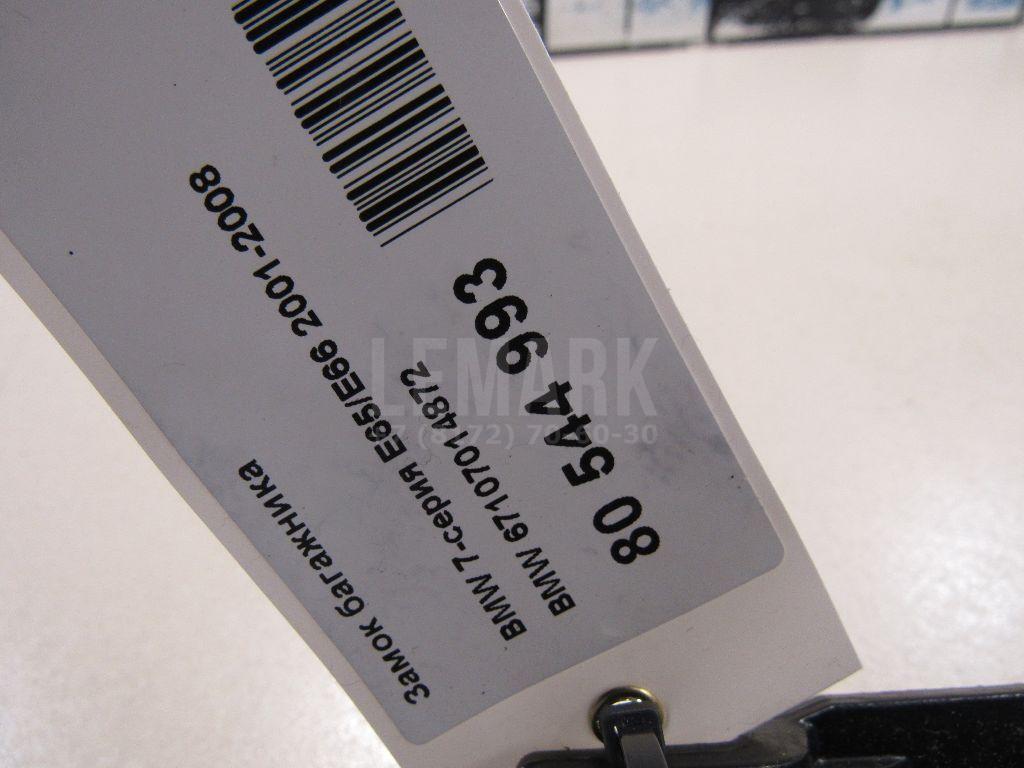 Замок багажника
BMW 7-серия E65/E66 2001-2008
BMW 67107014872
80 544 993
LEMARK